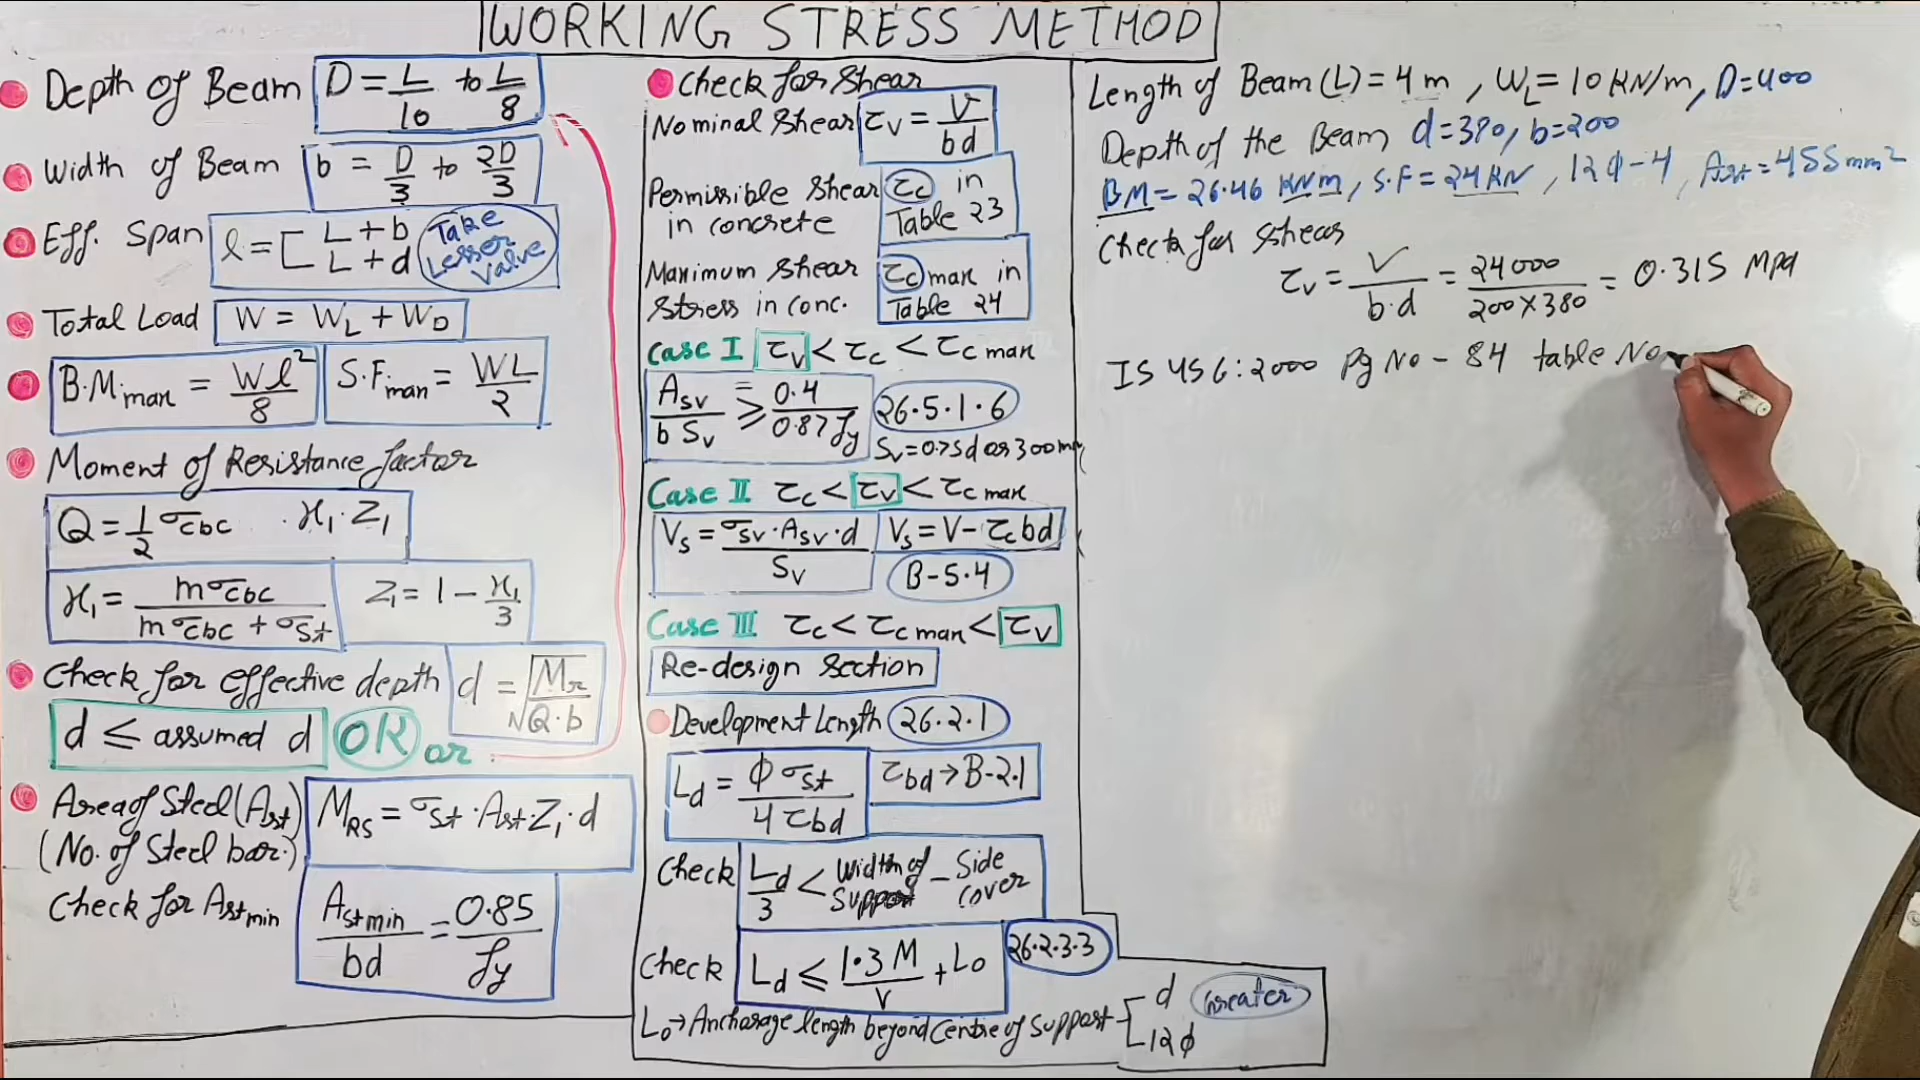 WORKING STRESS METHOD
Depth of Beam D = L/10 to L/8
Width of Beam b = D/3 to 2D/3
Eff. Span l = [ L + b
L + d
Take Lesser Value
Total Load W = WL + WD
B.M.max = Wl²/8 S.F.max = WL/2
Moment of Resistance factor
Q = 1/2 σcbc · x1 · Z1
x1 = mσcbc / mσcbc + σst Z1 = 1 - x1/3
Check for effective depth d = √Mr/Q·b
d ≤ assumed d OK or
Area of Steel (Ast) MRS = σst · Ast · Z1 · d
(No. of Steel bar.)
Check for Astmin Astmin/bd = 0.85/fy
Check for Shear
Nominal Shear τv = V/bd
Permissible Shear in concrete τc in Table 23
Maximum Shear Stress in conc. τc max in Table 24
Case I τv < τc < τc max
Asv/b Sv ≥ = 0.4/0.87fy 26.5.1.6
Sv = 0.75d or 300mm
Case II τc < τv < τc max
Vs = σsv · Asv · d / Sv Vs = V - τc bd
B-5.4
Case III τc < τc max < τv
Re-design Section
Development Length 26.2.1
Ld = ϕ σst / 4 τbd τbd → B-2.1
Check Ld/3 < Width of Support - Side cover
Check Ld ≤ 1.3 M/V + Lo 26.2.3.3
Lo → Anchorage length beyond Centre of Support [ d
12ϕ
Greater
Length of Beam (L) = 4 m , WL = 10 KN/m, D=400
Depth of the Beam d = 380, b=200
BM = 26.46 KNm, S.F = 24 KN , 12ϕ-4 , Ast = 455mm²
Check for Shear
τv = V/b·d = 24000/200×380 = 0.315 Mpa
IS 456:2000 Pg No - 84 table No